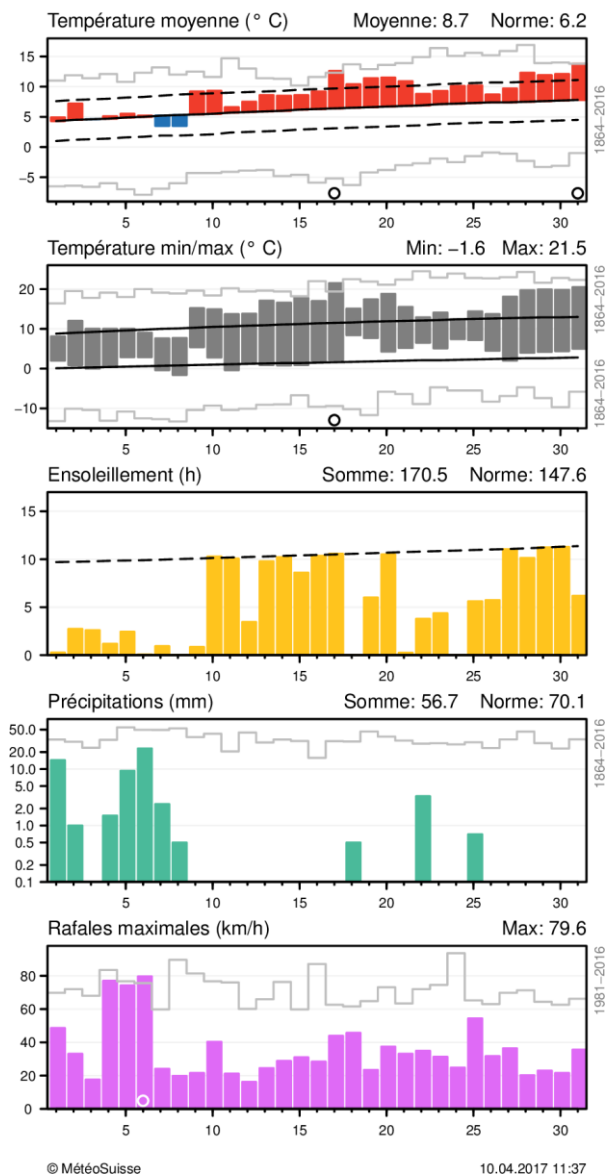 Température moyenne (° C) Moyenne: 8.7 Norme: 6.2
15
10
5
0
−5
1864−2016
5 10 15 20 25 30
Température min/max (° C) Min: −1.6 Max: 21.5
20
10
0
−10
1864−2016
5 10 15 20 25 30
Ensoleillement (h) Somme: 170.5 Norme: 147.6
15
10
5
0
5 10 15 20 25 30
Précipitations (mm) Somme: 56.7 Norme: 70.1
50.0
20.0
10.0
5.0
2.0
1.0
0.5
0.2
0.1
1864−2016
5 10 15 20 25 30
Rafales maximales (km/h) Max: 79.6
80
60
40
20
0
1981−2016
5 10 15 20 25 30
© MétéoSuisse 10.04.2017 11:37